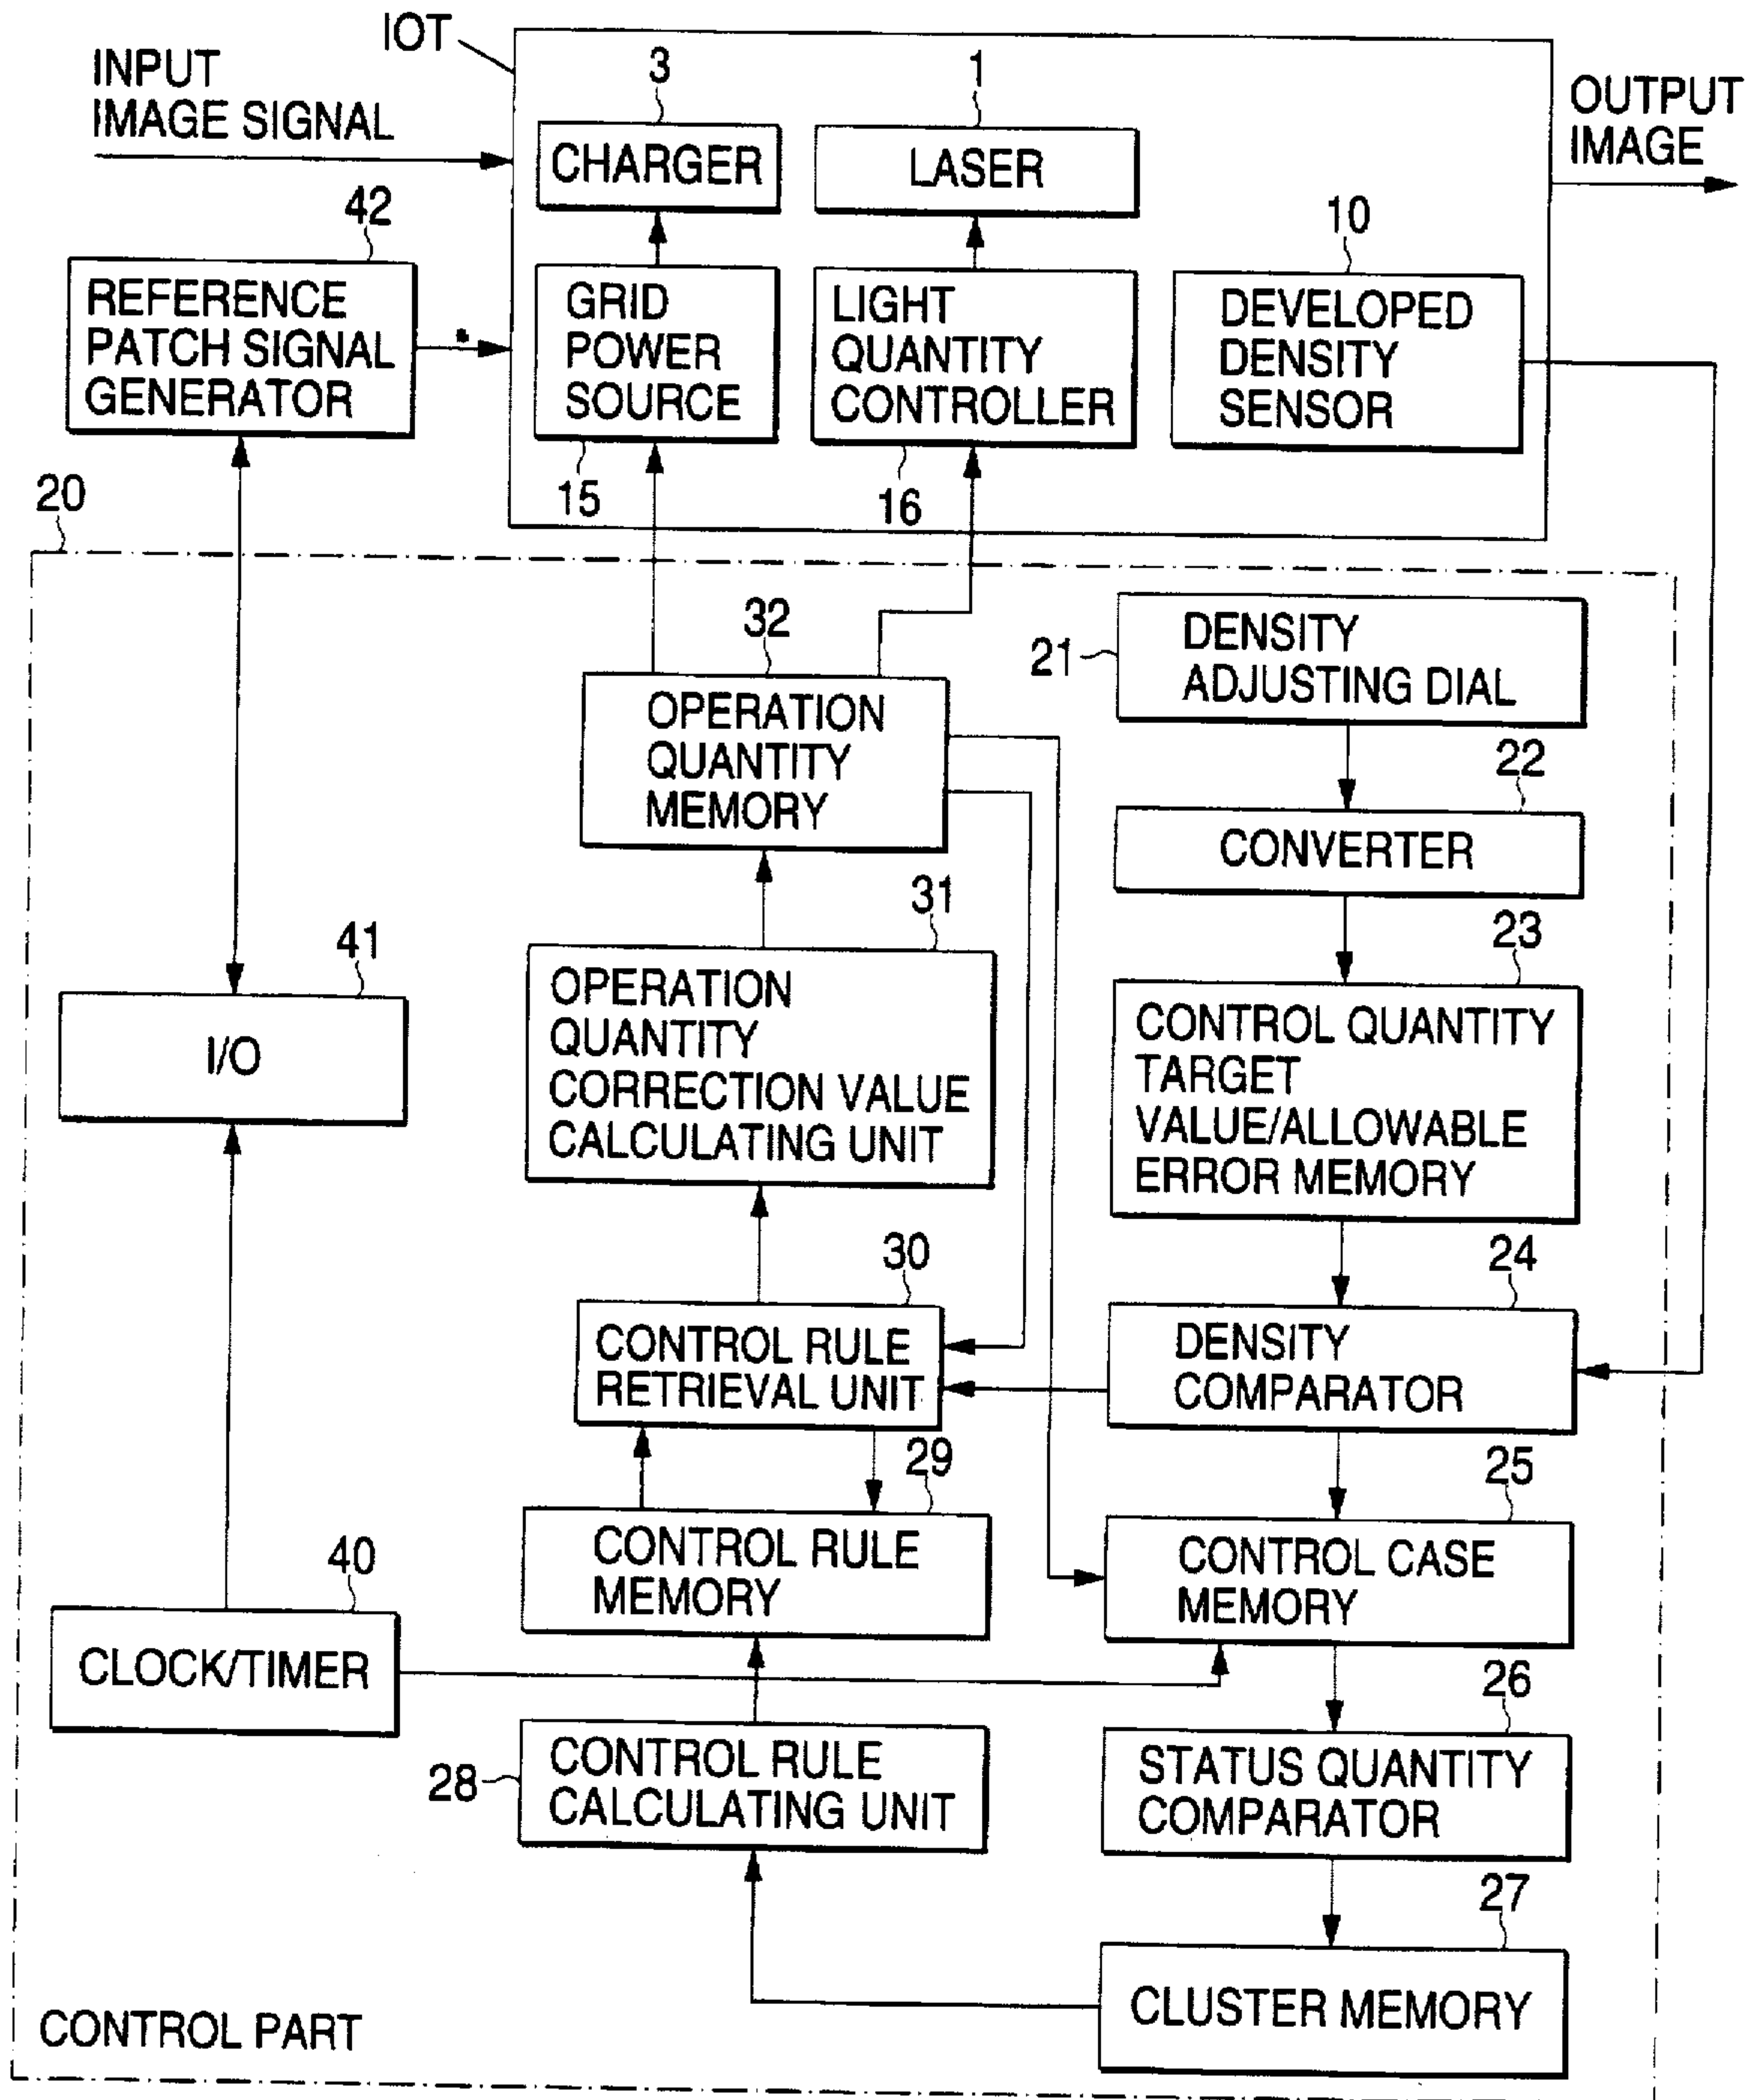 IOT
INPUT
IMAGE SIGNAL
3
1
CHARGER
LASER
OUTPUT
IMAGE
42
10
REFERENCE
PATCH SIGNAL
GENERATOR
GRID
POWER
SOURCE
LIGHT
QUANTITY
CONTROLLER
DEVELOPED
DENSITY
SENSOR
15
16
20
32
OPERATION
QUANTITY
MEMORY
21
DENSITY
ADJUSTING DIAL
22
CONVERTER
31
23
41
I/O
OPERATION
QUANTITY
CORRECTION VALUE
CALCULATING UNIT
CONTROL QUANTITY
TARGET
VALUE/ALLOWABLE
ERROR MEMORY
30
24
CONTROL RULE
RETRIEVAL UNIT
DENSITY
COMPARATOR
29
25
CONTROL RULE
MEMORY
CONTROL CASE
MEMORY
40
CLOCK/TIMER
26
28
CONTROL RULE
CALCULATING UNIT
STATUS QUANTITY
COMPARATOR
27
CLUSTER MEMORY
CONTROL PART